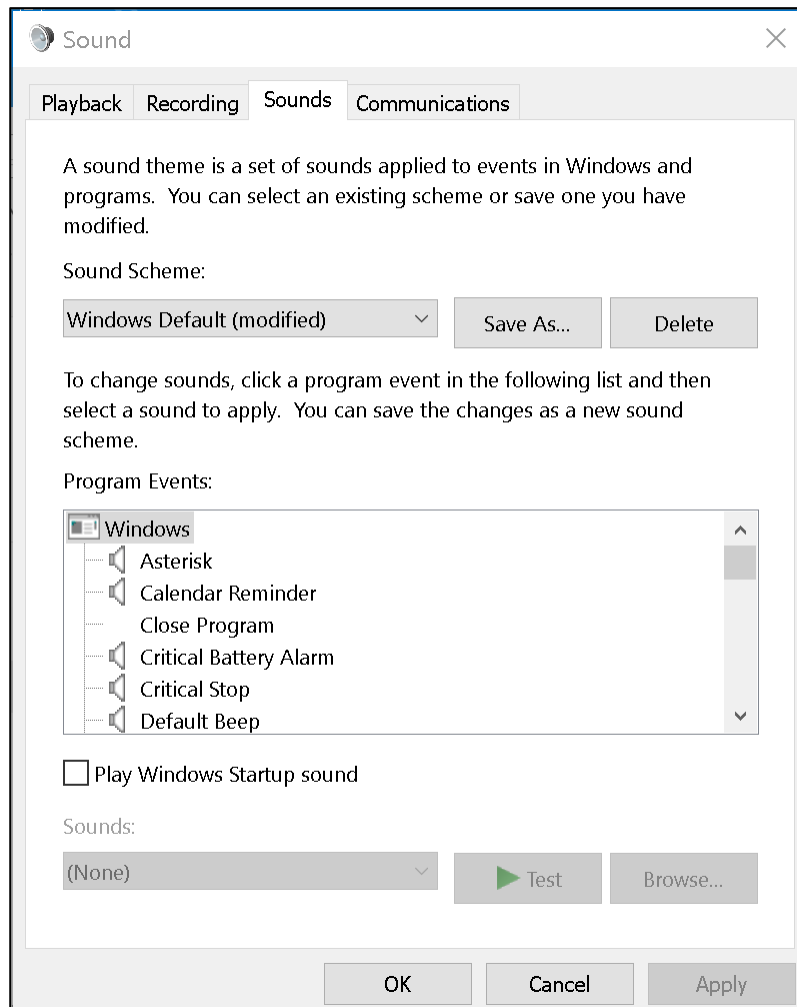 Sound
Playback Recording Sounds Communications
A sound theme is a set of sounds applied to events in Windows and
programs. You can select an existing scheme or save one you have
modified.
Sound Scheme:
Windows Default (modified) Save As... Delete
To change sounds, click a program event in the following list and then
select a sound to apply. You can save the changes as a new sound
scheme.
Program Events:
Windows
Asterisk
Calendar Reminder
Close Program
Critical Battery Alarm
Critical Stop
Default Beep
Play Windows Startup sound
Sounds:
(None) Test Browse...
OK Cancel Apply